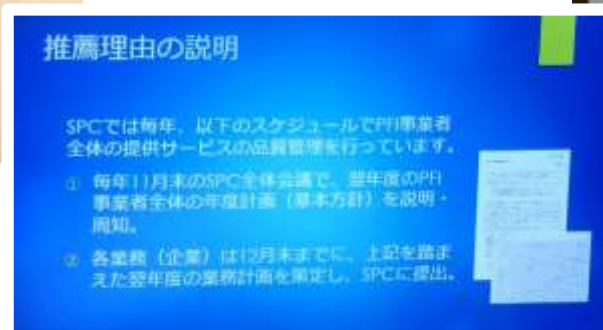 推薦理由の説明
SPCでは毎年、以下のスケジュールでPFI事業者
全体の提供サービスの品質管理を行っています。
① 毎年11月末のSPC全体会議で、翌年度のPFI
事業者全体の年度計画（基本方針）を説明・
周知。
② 各業務（企業）は12月末までに、上記を踏ま
えた翌年度の業務計画を策定し、SPCに提出。